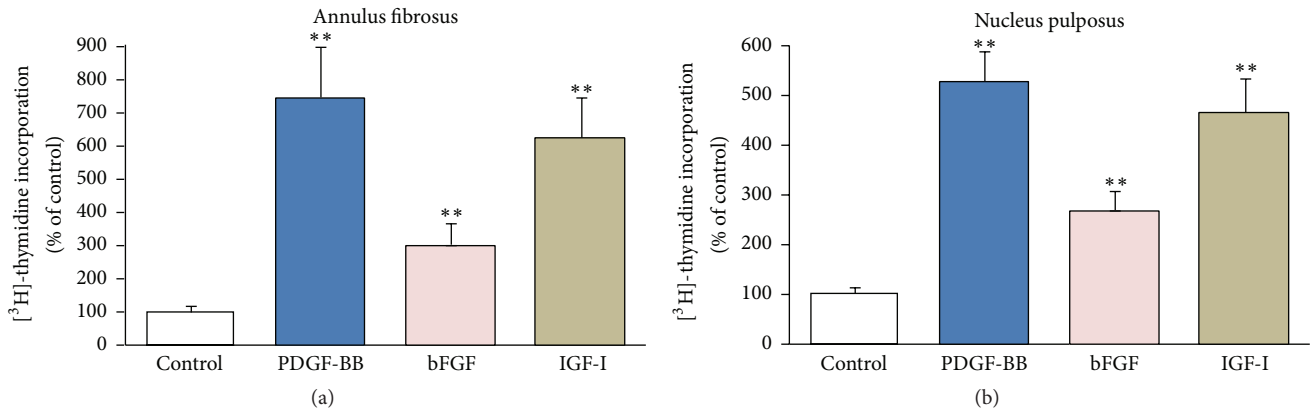 Annulus fibrosus
[³H]-thymidine incorporation
(% of control)
900
800
700
600
500
400
300
200
100
0
**
**
**
Control PDGF-BB bFGF IGF-I
(a)
Nucleus pulposus
[³H]-thymidine incorporation
(% of control)
600
500
400
300
200
100
0
**
**
**
Control PDGF-BB bFGF IGF-I
(b)